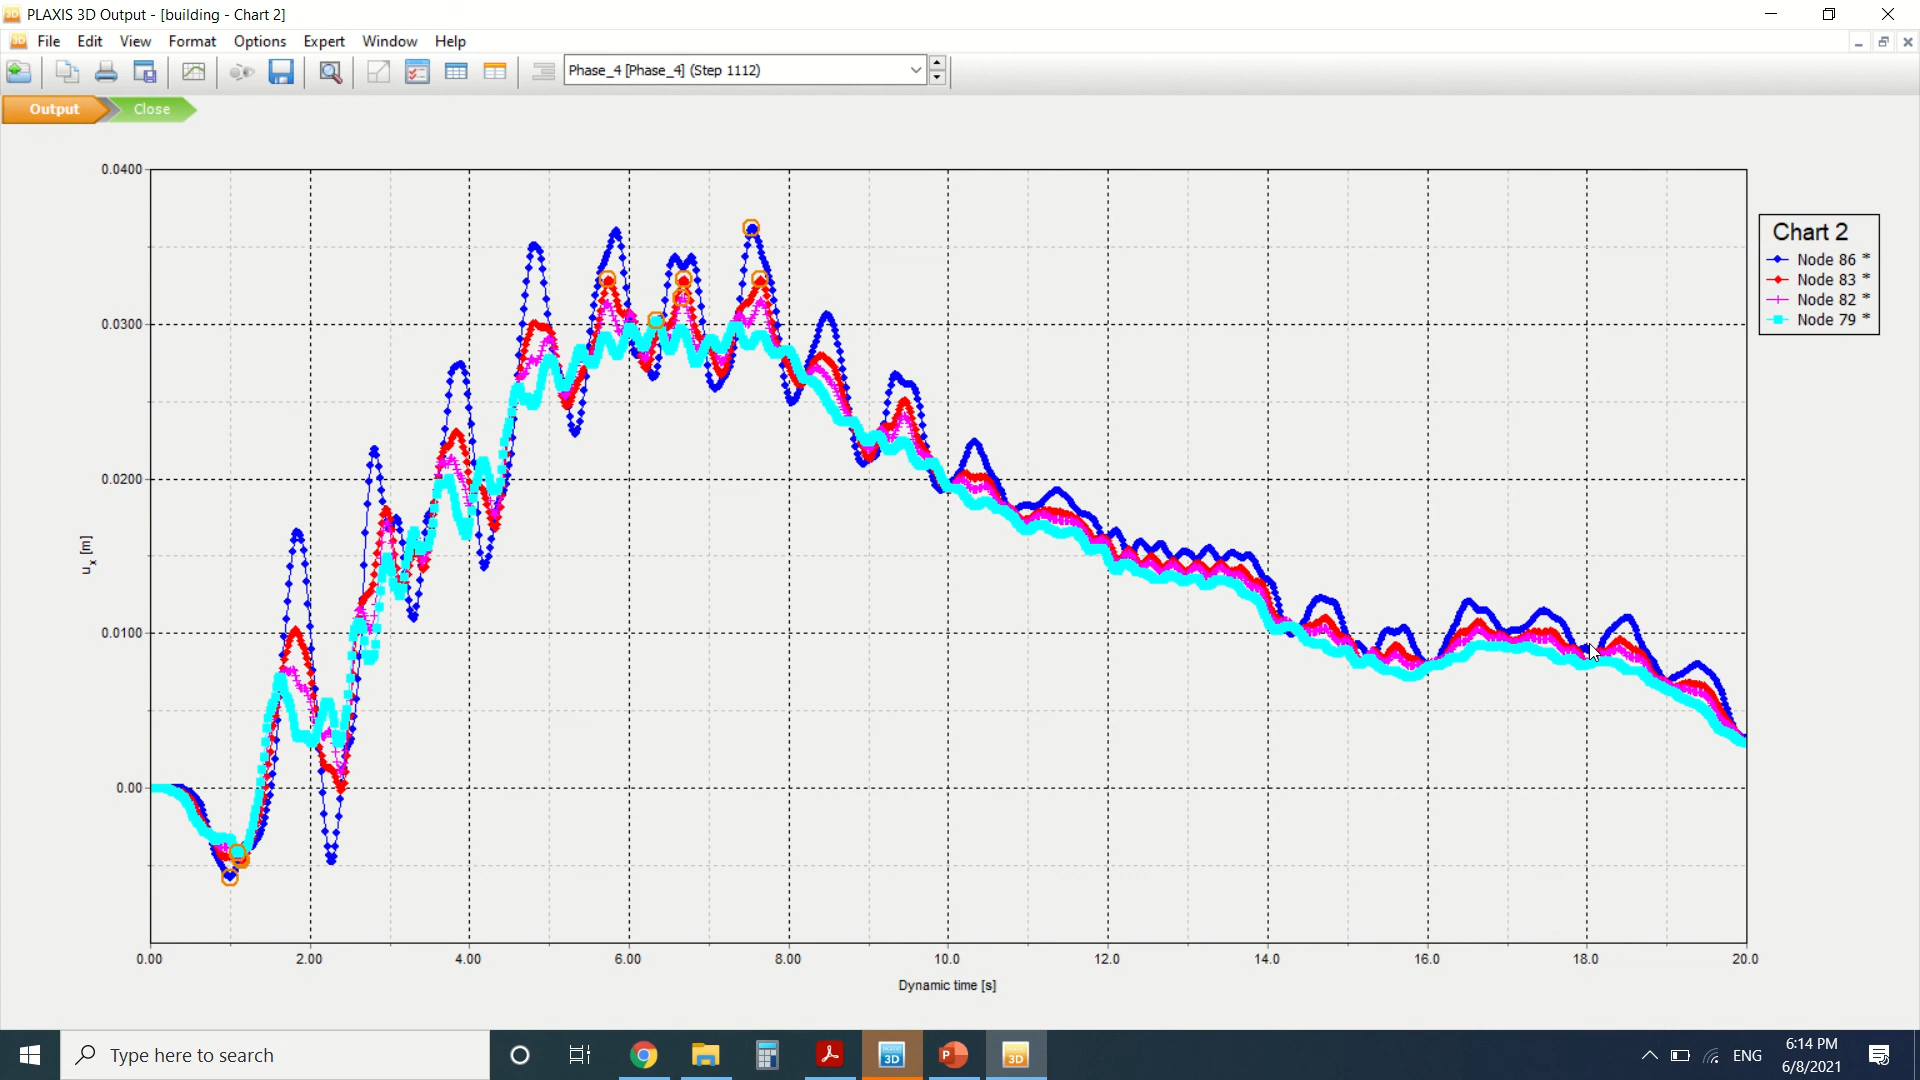 PLAXIS 3D Output - [building - Chart 2]
File Edit View Format Options Expert Window Help
Phase_4 [Phase_4] (Step 1112)
Output Close
0.0400
0.0300
0.0200
0.0100
0.00
ux [m]
0.00 2.00 4.00 6.00 8.00 10.0 12.0 14.0 16.0 18.0 20.0
Dynamic time [s]
Chart 2
Node 86 *
Node 83 *
Node 82 *
Node 79 *
Type here to search
3D
P
3D
ENG
6:14 PM
6/8/2021